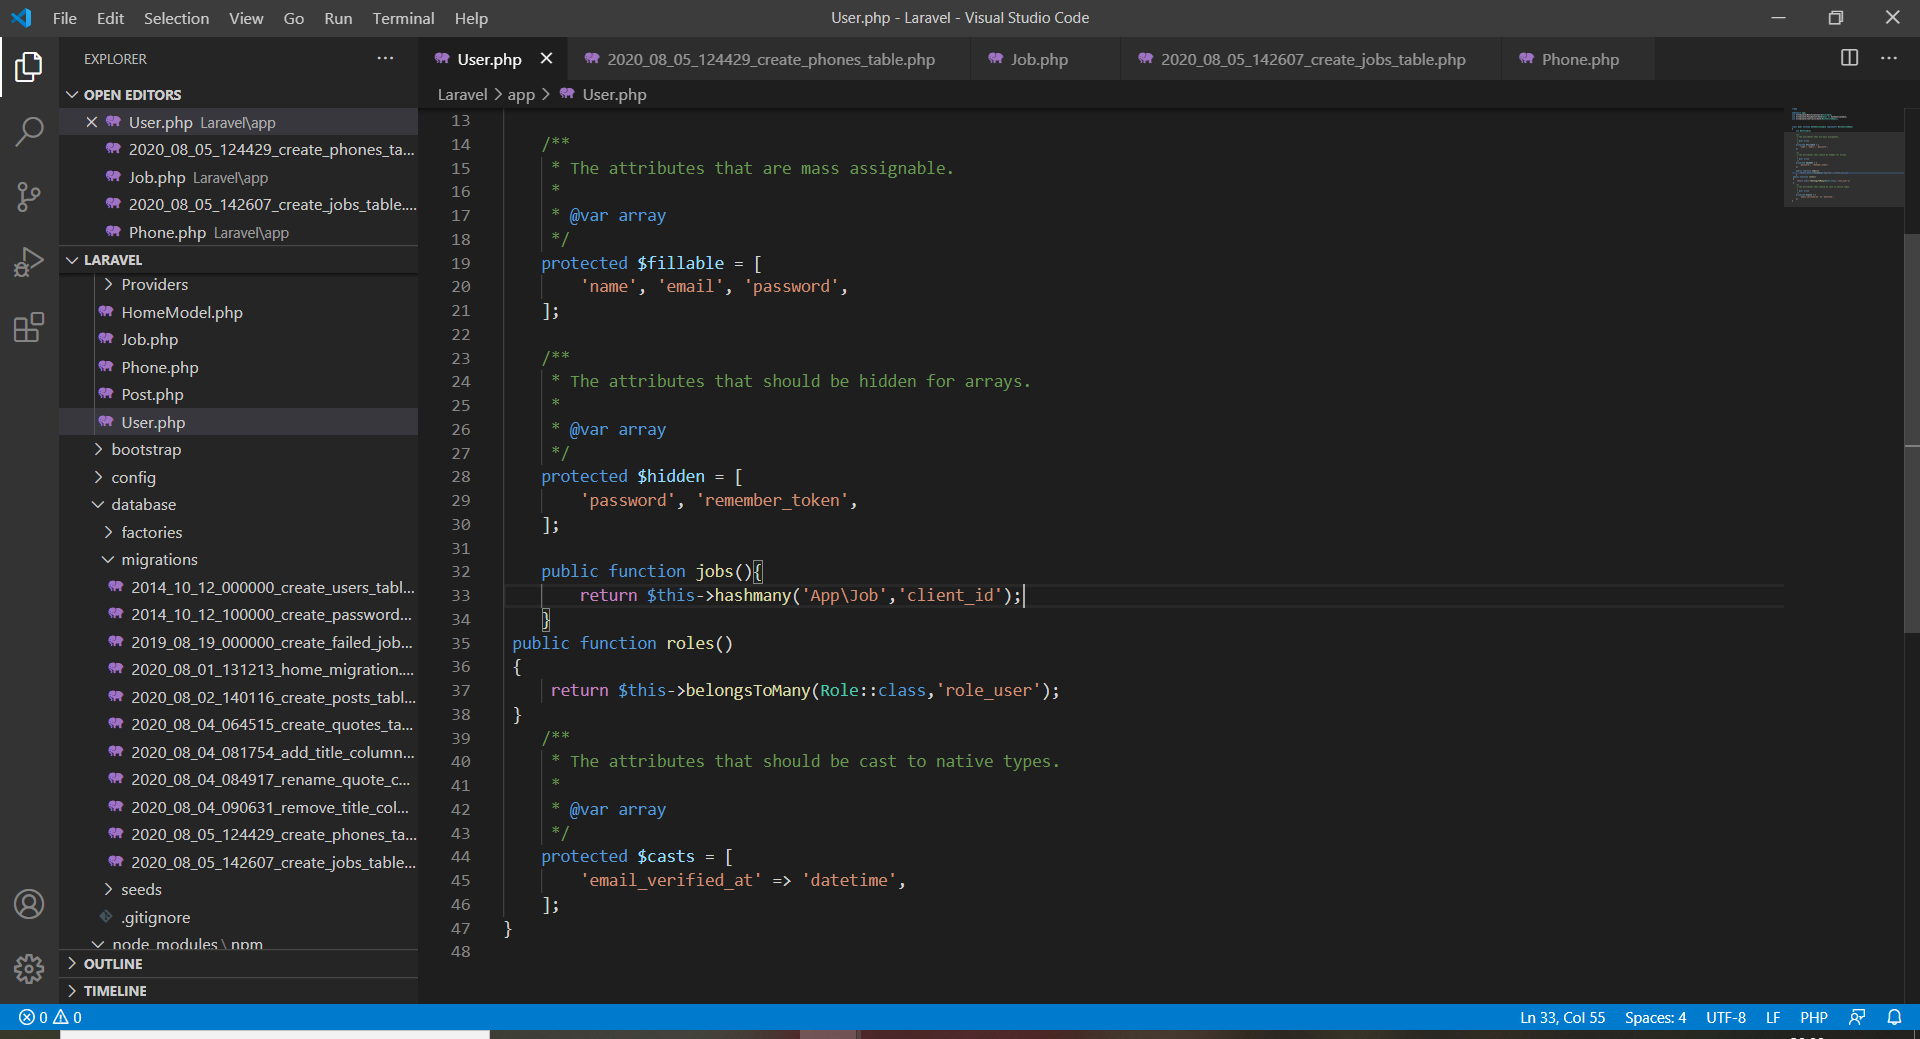 File Edit Selection View Go Run Terminal Help
User.php - Laravel - Visual Studio Code
EXPLORER
OPEN EDITORS
User.php Laravel\app
2020_08_05_124429_create_phones_ta...
Job.php Laravel\app
2020_08_05_142607_create_jobs_table....
Phone.php Laravel\app
LARAVEL
Providers
HomeModel.php
Job.php
Phone.php
Post.php
User.php
bootstrap
config
database
factories
migrations
2014_10_12_000000_create_users_tabl...
2014_10_12_100000_create_password...
2019_08_19_000000_create_failed_job...
2020_08_01_131213_home_migration....
2020_08_02_140116_create_posts_tabl...
2020_08_04_064515_create_quotes_ta...
2020_08_04_081754_add_title_column...
2020_08_04_084917_rename_quote_c...
2020_08_04_090631_remove_title_col...
2020_08_05_124429_create_phones_ta...
2020_08_05_142607_create_jobs_table...
seeds
.gitignore
node_modules \ npm
OUTLINE
TIMELINE
User.php 2020_08_05_124429_create_phones_table.php Job.php 2020_08_05_142607_create_jobs_table.php Phone.php
Laravel > app > User.php
13
14 /**
15 * The attributes that are mass assignable.
16 *
17 * @var array
18 */
19 protected $fillable = [
20 'name', 'email', 'password',
21 ];
22
23 /**
24 * The attributes that should be hidden for arrays.
25 *
26 * @var array
27 */
28 protected $hidden = [
29 'password', 'remember_token',
30 ];
31
32 public function jobs(){
33 return $this->hashmany('App\Job','client_id');
34 }
35 public function roles()
36 {
37 return $this->belongsToMany(Role::class,'role_user');
38 }
39 /**
40 * The attributes that should be cast to native types.
41 *
42 * @var array
43 */
44 protected $casts = [
45 'email_verified_at' => 'datetime',
46 ];
47 }
48
0 0 Ln 33, Col 55 Spaces: 4 UTF-8 LF PHP